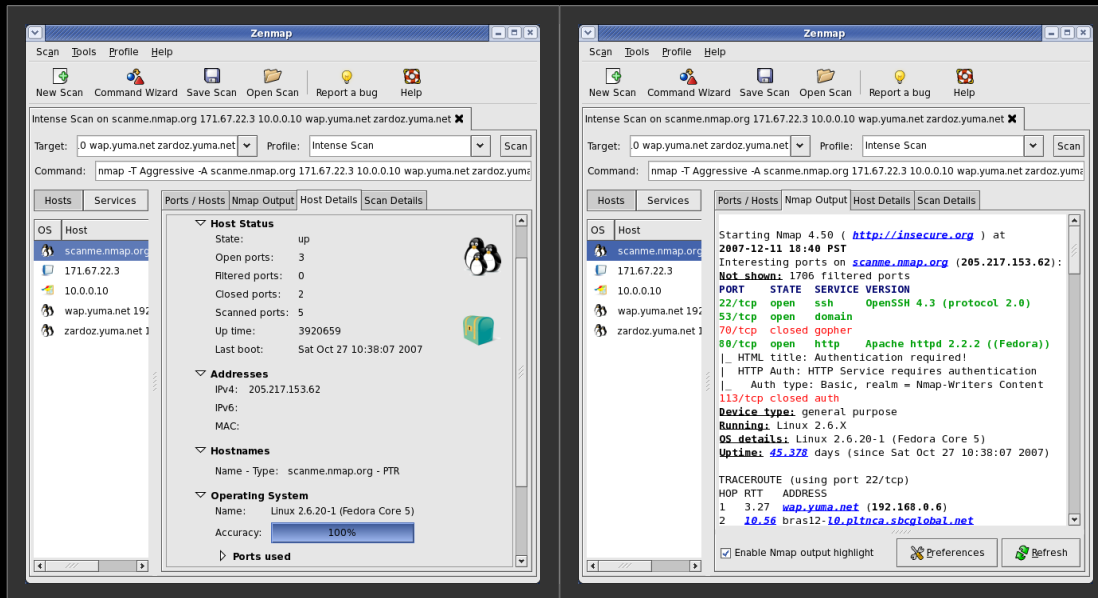 Zenmap
Scan Tools Profile Help
New Scan Command Wizard Save Scan Open Scan Report a bug Help
Intense Scan on scanme.nmap.org 171.67.22.3 10.0.0.10 wap.yuma.net zardoz.yuma.net
Target: .0 wap.yuma.net zardoz.yuma.net Profile: Intense Scan Scan
Command: nmap -T Aggressive -A scanme.nmap.org 171.67.22.3 10.0.0.10 wap.yuma.net zardoz.yuma
Hosts Services
OS Host
scanme.nmap.org
171.67.22.3
10.0.0.10
wap.yuma.net 192
zardoz.yuma.net 1
Ports / Hosts Nmap Output Host Details Scan Details
Host Status
State: up
Open ports: 3
Filtered ports: 0
Closed ports: 2
Scanned ports: 5
Up time: 3920659
Last boot: Sat Oct 27 10:38:07 2007
Addresses
IPv4: 205.217.153.62
IPv6:
MAC:
Hostnames
Name - Type: scanme.nmap.org - PTR
Operating System
Name: Linux 2.6.20-1 (Fedora Core 5)
Accuracy: 100%
Ports used
Zenmap
Scan Tools Profile Help
New Scan Command Wizard Save Scan Open Scan Report a bug Help
Intense Scan on scanme.nmap.org 171.67.22.3 10.0.0.10 wap.yuma.net zardoz.yuma.net
Target: .0 wap.yuma.net zardoz.yuma.net Profile: Intense Scan Scan
Command: nmap -T Aggressive -A scanme.nmap.org 171.67.22.3 10.0.0.10 wap.yuma.net zardoz.yuma
Hosts Services
OS Host
scanme.nmap.org
171.67.22.3
10.0.0.10
wap.yuma.net 192
zardoz.yuma.net 1
Ports / Hosts Nmap Output Host Details Scan Details
Starting Nmap 4.50 ( http://insecure.org ) at
2007-12-11 18:40 PST
Interesting ports on scanme.nmap.org (205.217.153.62):
Not shown: 1706 filtered ports
PORT STATE SERVICE VERSION
22/tcp open ssh OpenSSH 4.3 (protocol 2.0)
53/tcp open domain
70/tcp closed gopher
80/tcp open http Apache httpd 2.2.2 ((Fedora))
|_ HTML title: Authentication required!
| HTTP Auth: HTTP Service requires authentication
|_ Auth type: Basic, realm = Nmap-Writers Content
113/tcp closed auth
Device type: general purpose
Running: Linux 2.6.X
OS details: Linux 2.6.20-1 (Fedora Core 5)
Uptime: 45.378 days (since Sat Oct 27 10:38:07 2007)
TRACEROUTE (using port 22/tcp)
HOP RTT ADDRESS
1 3.27 wap.yuma.net (192.168.0.6)
2 10.56 bras12-l0.pltnca.sbcglobal.net
Enable Nmap output highlight Preferences Refresh